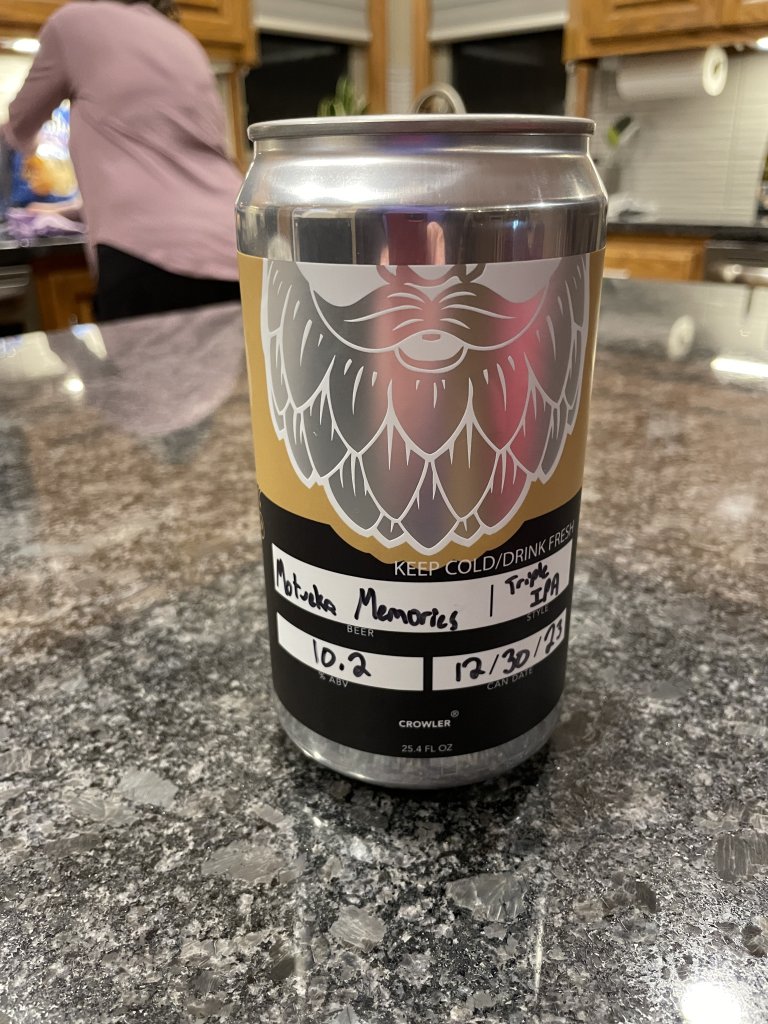 KEEP COLD/DRINK FRESH
Motueka Memories | Triple IPA
BEER STYLE
10.2 12/30/23
% ABV CAN DATE
CROWLER®
25.4 FL OZ